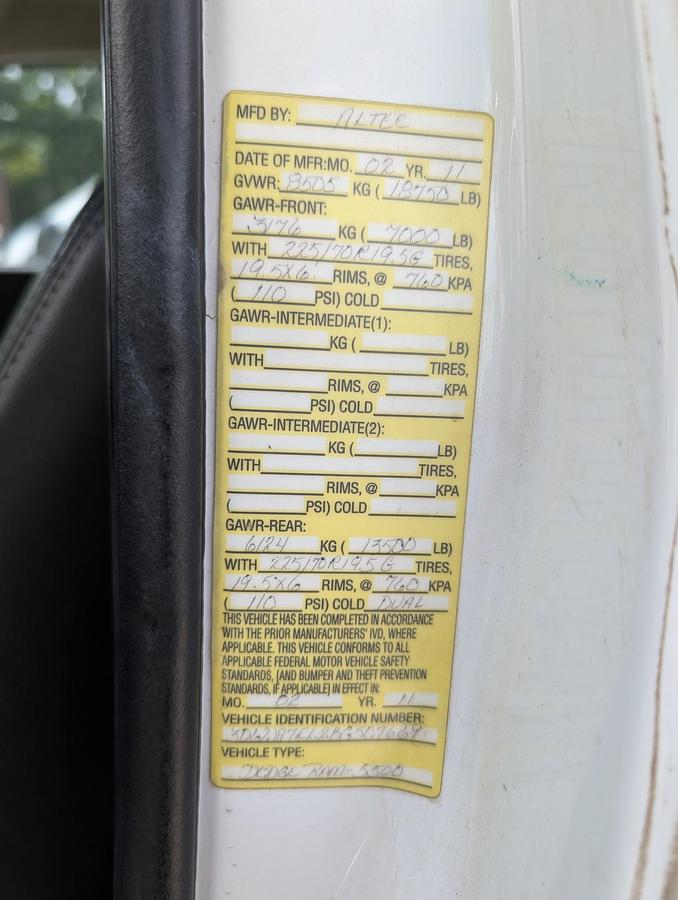 MFD BY: ALTEC
DATE OF MFR:MO. 02 YR. 11
GVWR: 8505 KG ( 18750 LB)
GAWR-FRONT:
3176 KG ( 7000 LB)
WITH 225/70R19.5G TIRES,
19.5X6 RIMS, @ 760 KPA
( 110 PSI) COLD
GAWR-INTERMEDIATE(1):
KG ( LB)
WITH TIRES,
RIMS, @ KPA
( PSI) COLD
GAWR-INTERMEDIATE(2):
KG ( LB)
WITH TIRES,
RIMS, @ KPA
( PSI) COLD
GAWR-REAR:
6124 KG ( 13500 LB)
WITH 225/70R19.5G TIRES,
19.5X6 RIMS, @ 760 KPA
( 110 PSI) COLD DUAL
THIS VEHICLE HAS BEEN COMPLETED IN ACCORDANCE
WITH THE PRIOR MANUFACTURERS' IVD, WHERE
APPLICABLE. THIS VEHICLE CONFORMS TO ALL
APPLICABLE FEDERAL MOTOR VEHICLE SAFETY
STANDARDS, [AND BUMPER AND THEFT PREVENTION
STANDARDS, IF APPLICABLE] IN EFFECT IN:
MO. 02 YR. 11
VEHICLE IDENTIFICATION NUMBER:
VEHICLE TYPE:
DODGE RAM-5500